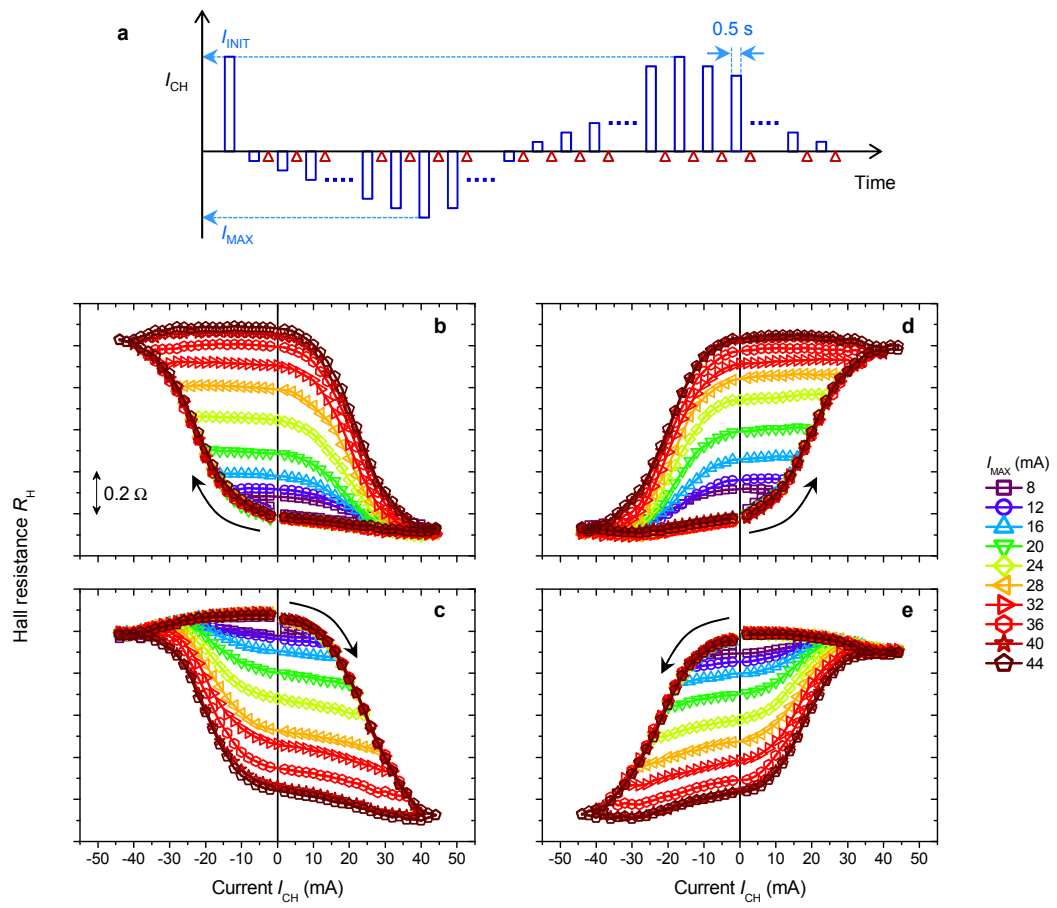 a
I_INIT
0.5 s
I_CH
Time
I_MAX
b
d
0.2 Ω
Hall resistance R_H
c
e
I_MAX (mA)
8
12
16
20
24
28
32
36
40
44
-50 -40 -30 -20 -10 0 10 20 30 40 50
-50 -40 -30 -20 -10 0 10 20 30 40 50
Current I_CH (mA)
Current I_CH (mA)